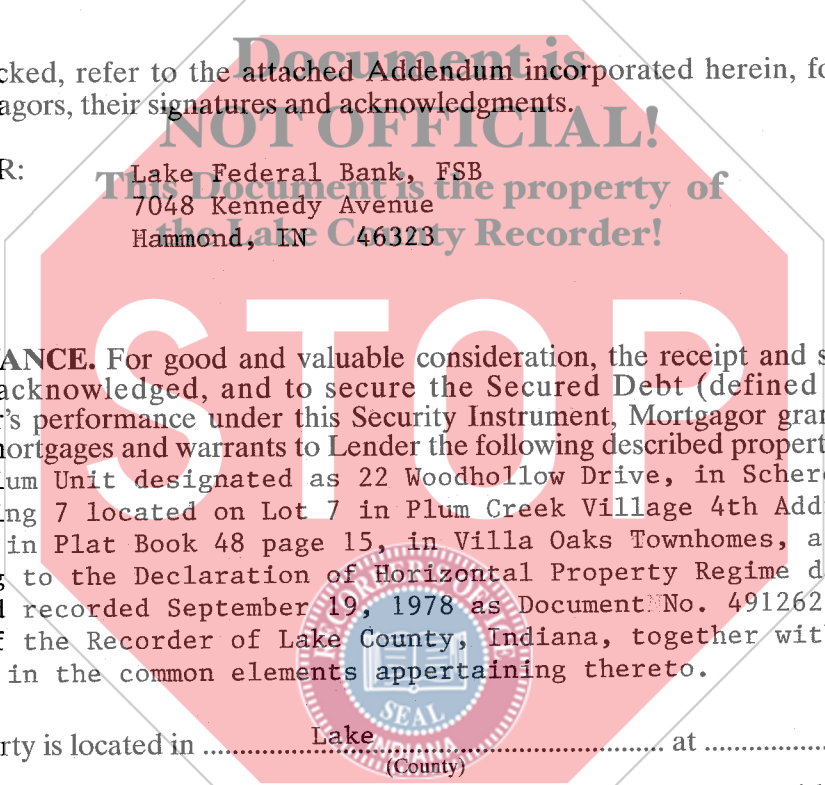 Document is
cked, refer to the attached Addendum incorporated herein, fo
agors, their signatures and acknowledgments.
NOT OFFICIAL!
R:
Lake Federal Bank, FSB
This Document is the property of
7048 Kennedy Avenue
the Lake County Recorder!
Hammond, IN 46323
STOP
ANCE. For good and valuable consideration, the receipt and s
acknowledged, and to secure the Secured Debt (defined
r's performance under this Security Instrument, Mortgagor gran
mortgages and warrants to Lender the following described propert
um Unit designated as 22 Woodhollow Drive, in Schere
ng 7 located on Lot 7 in Plum Creek Village 4th Add
in Plat Book 48 page 15, in Villa Oaks Townhomes, a
g to the Declaration of Horizontal Property Regime d
d recorded September 19, 1978 as Document No. 491262
f the Recorder of Lake County, Indiana, together wit
in the common elements appertaining thereto.
SEAL
rty is located in ........ Lake ........ at ........
(County)